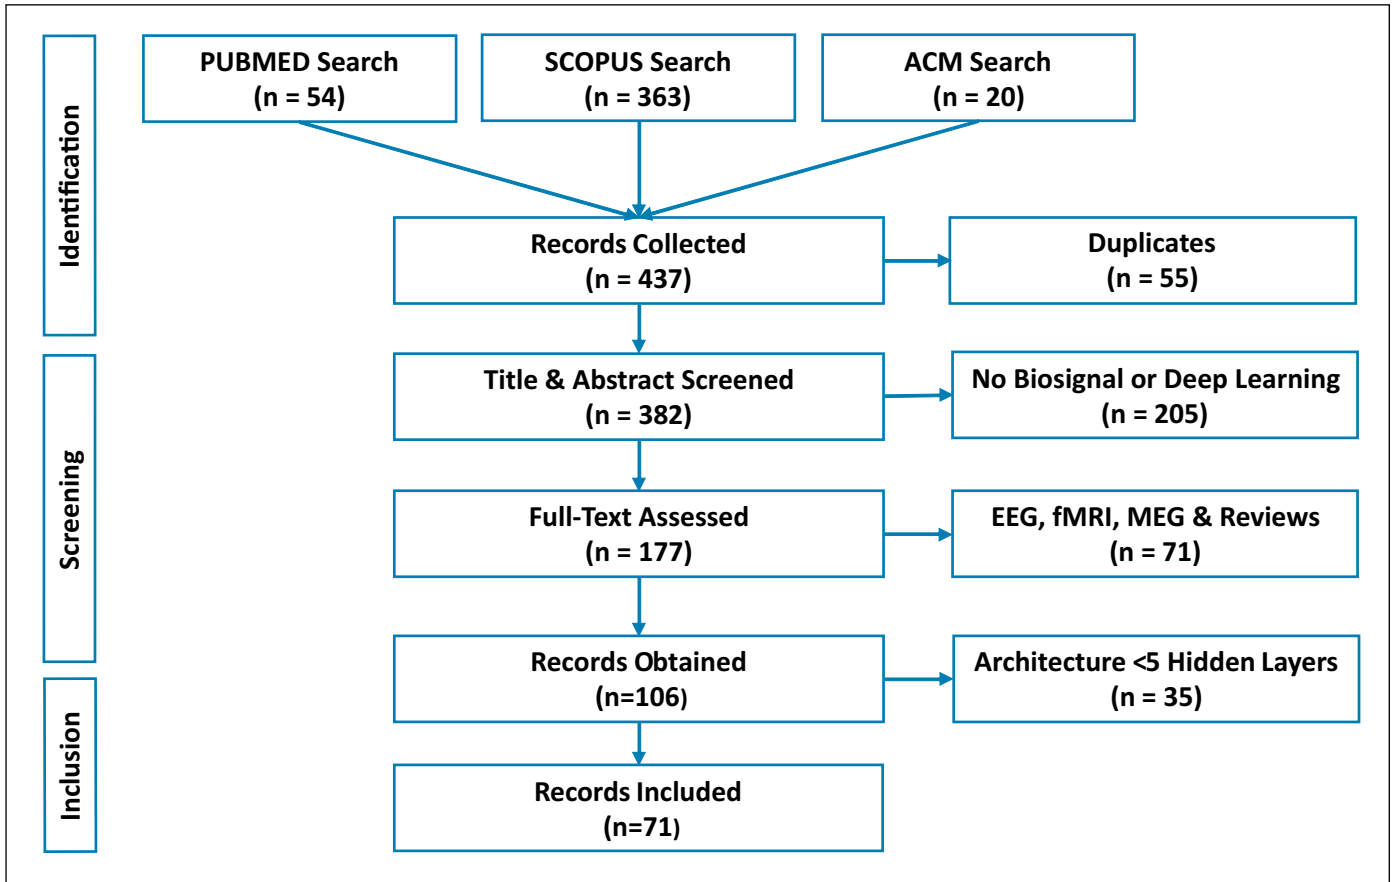 Identification
PUBMED Search
(n = 54)
SCOPUS Search
(n = 363)
ACM Search
(n = 20)
Records Collected
(n = 437)
Duplicates
(n = 55)
Screening
Title & Abstract Screened
(n = 382)
No Biosignal or Deep Learning
(n = 205)
Full-Text Assessed
(n = 177)
EEG, fMRI, MEG & Reviews
(n = 71)
Records Obtained
(n=106)
Architecture <5 Hidden Layers
(n = 35)
Inclusion
Records Included
(n=71)